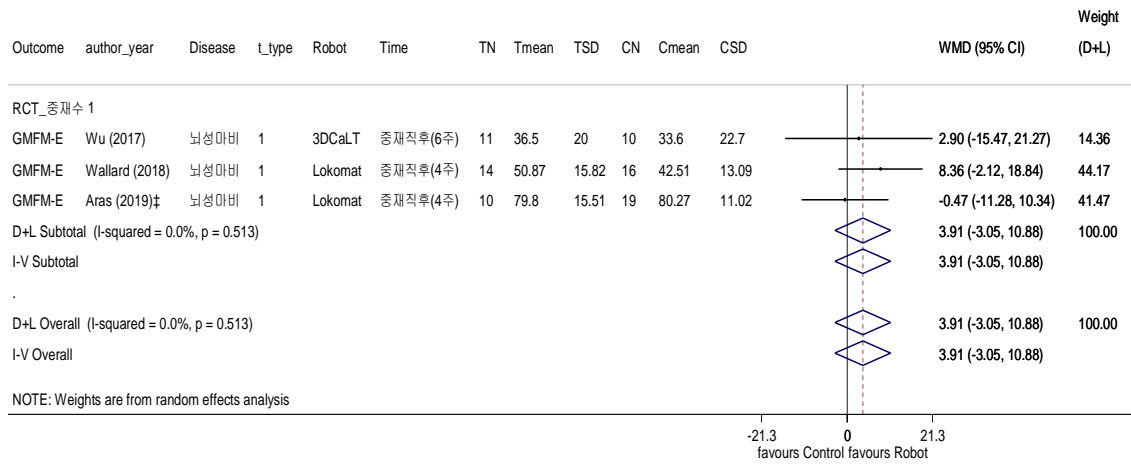 Weight
Outcome author_year Disease t_type Robot Time TN Tmean TSD CN Cmean CSD WMD (95% CI) (D+L)
RCT_중재수 1
GMFM-E Wu (2017) 뇌성마비 1 3DCaLT 중재직후(6주) 11 36.5 20 10 33.6 22.7 2.90 (-15.47, 21.27) 14.36
GMFM-E Wallard (2018) 뇌성마비 1 Lokomat 중재직후(4주) 14 50.87 15.82 16 42.51 13.09 8.36 (-2.12, 18.84) 44.17
GMFM-E Aras (2019)‡ 뇌성마비 1 Lokomat 중재직후(4주) 10 79.8 15.51 19 80.27 11.02 -0.47 (-11.28, 10.34) 41.47
D+L Subtotal (I-squared = 0.0%, p = 0.513) 3.91 (-3.05, 10.88) 100.00
I-V Subtotal 3.91 (-3.05, 10.88)
.
D+L Overall (I-squared = 0.0%, p = 0.513) 3.91 (-3.05, 10.88) 100.00
I-V Overall 3.91 (-3.05, 10.88)
NOTE: Weights are from random effects analysis
-21.3 0 21.3
favours Control favours Robot